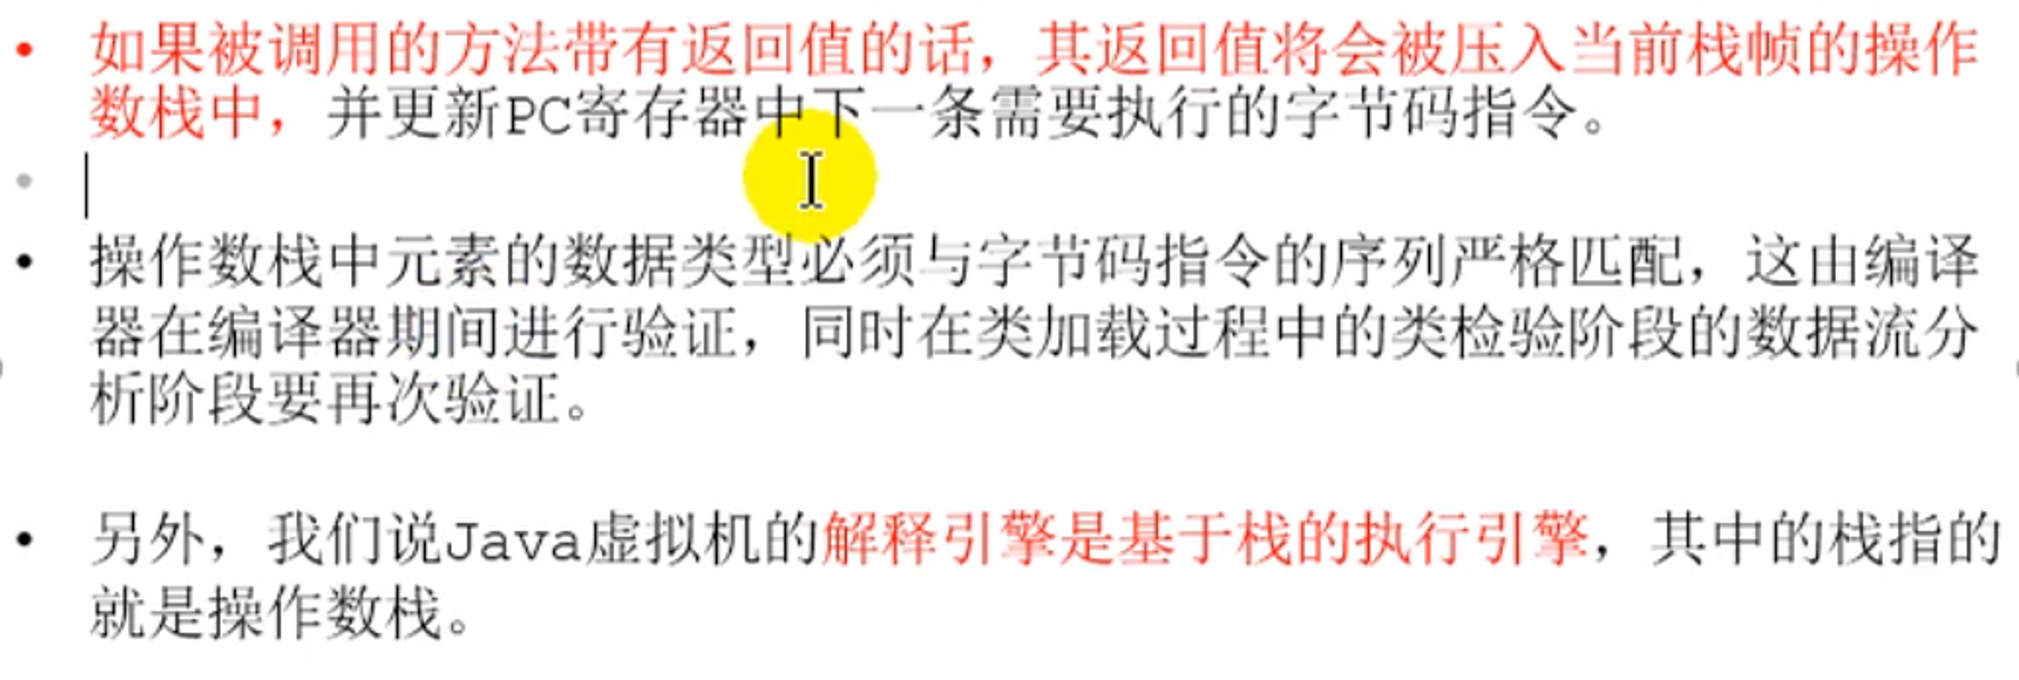 • 如果被调用的方法带有返回值的话，其返回值将会被压入当前栈帧的操作
数栈中，并更新PC寄存器中下一条需要执行的字节码指令。
•
• 操作数栈中元素的数据类型必须与字节码指令的序列严格匹配，这由编译
器在编译器期间进行验证，同时在类加载过程中的类检验阶段的数据流分
析阶段要再次验证。
• 另外，我们说Java虚拟机的解释引擎是基于栈的执行引擎，其中的栈指的
就是操作数栈。